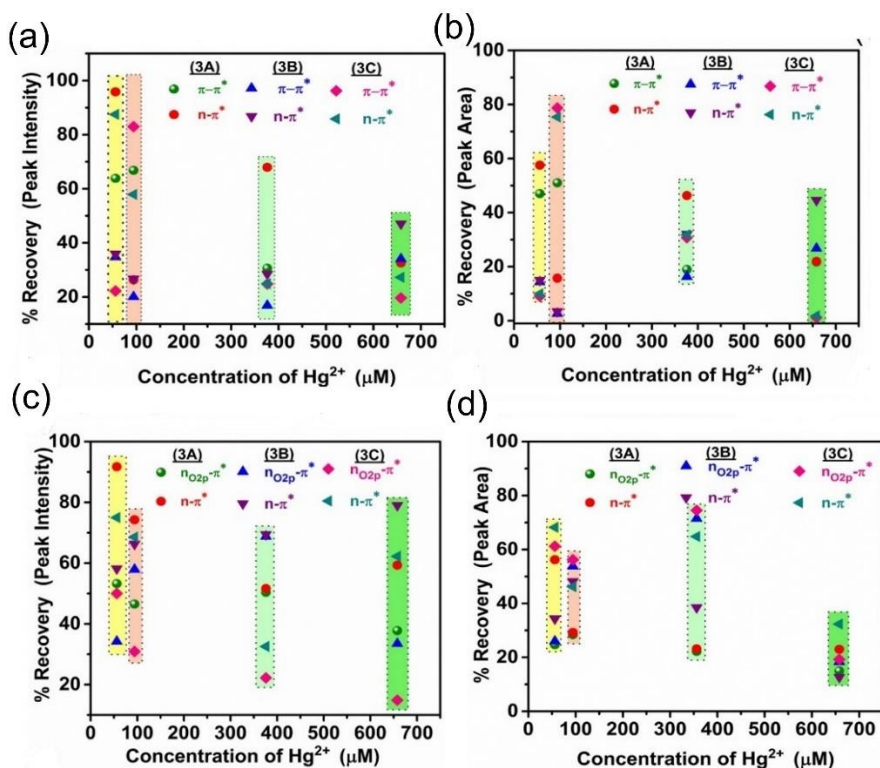 (a)
(3A) (3B) (3C)
π–π* π–π* π–π*
n-π* n-π* n-π*
100
80
60
40
20
% Recovery (Peak Intensity)
0 100 200 300 400 500 600 700
Concentration of Hg²⁺ (μM)
(b)
(3A) (3B) (3C)
π–π* π–π* π–π*
n-π* n-π* n-π*
100
80
60
40
20
0
% Recovery (Peak Area)
0 100 200 300 400 500 600 700
Concentration of Hg²⁺ (μM)
(c)
(3A) (3B) (3C)
nO2p-π* nO2p-π* nO2p-π*
n-π* n-π* n-π*
100
80
60
40
20
% Recovery (Peak Intensity)
0 100 200 300 400 500 600 700
Concentration of Hg²⁺ (μM)
(d)
(3A) (3B) (3C)
nO2p-π* nO2p-π* nO2p-π*
n-π* n-π* n-π*
100
80
60
40
20
0
% Recovery (Peak Area)
0 100 200 300 400 500 600 700 800
Concentration of Hg²⁺ (μM)